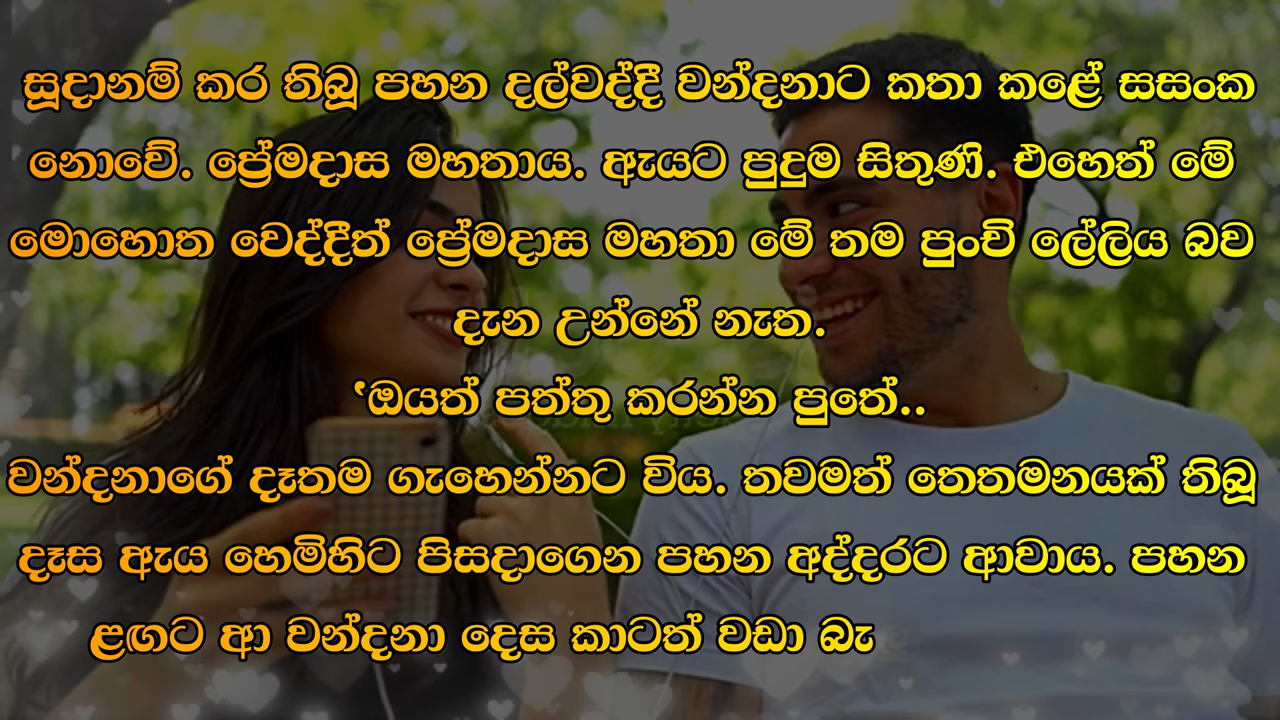 සූදානම් කර තිබූ පහන දල්වද්දී වන්දනාට කතා කළේ සසංක
නොවේ. ප්‍රේමදාස මහතාය. ඇයට පුදුම සිතුණි. එහෙත් මේ
මොහොත වෙද්දීත් ප්‍රේමදාස මහතා මේ තම පුංචි ලේලිය බව
දැන උන්නේ නැත.
‛ඔයත් පත්තු කරන්න පුතේ..
වන්දනාගේ දෑතම ගැහෙන්නට විය. තවමත් තෙතමනයක් තිබූ
දෑස ඇය හෙමිහිට පිසදාගෙන පහන අද්දරට ආවාය. පහන
ළඟට ආ වන්දනා දෙස කාටත් වඩා බැ